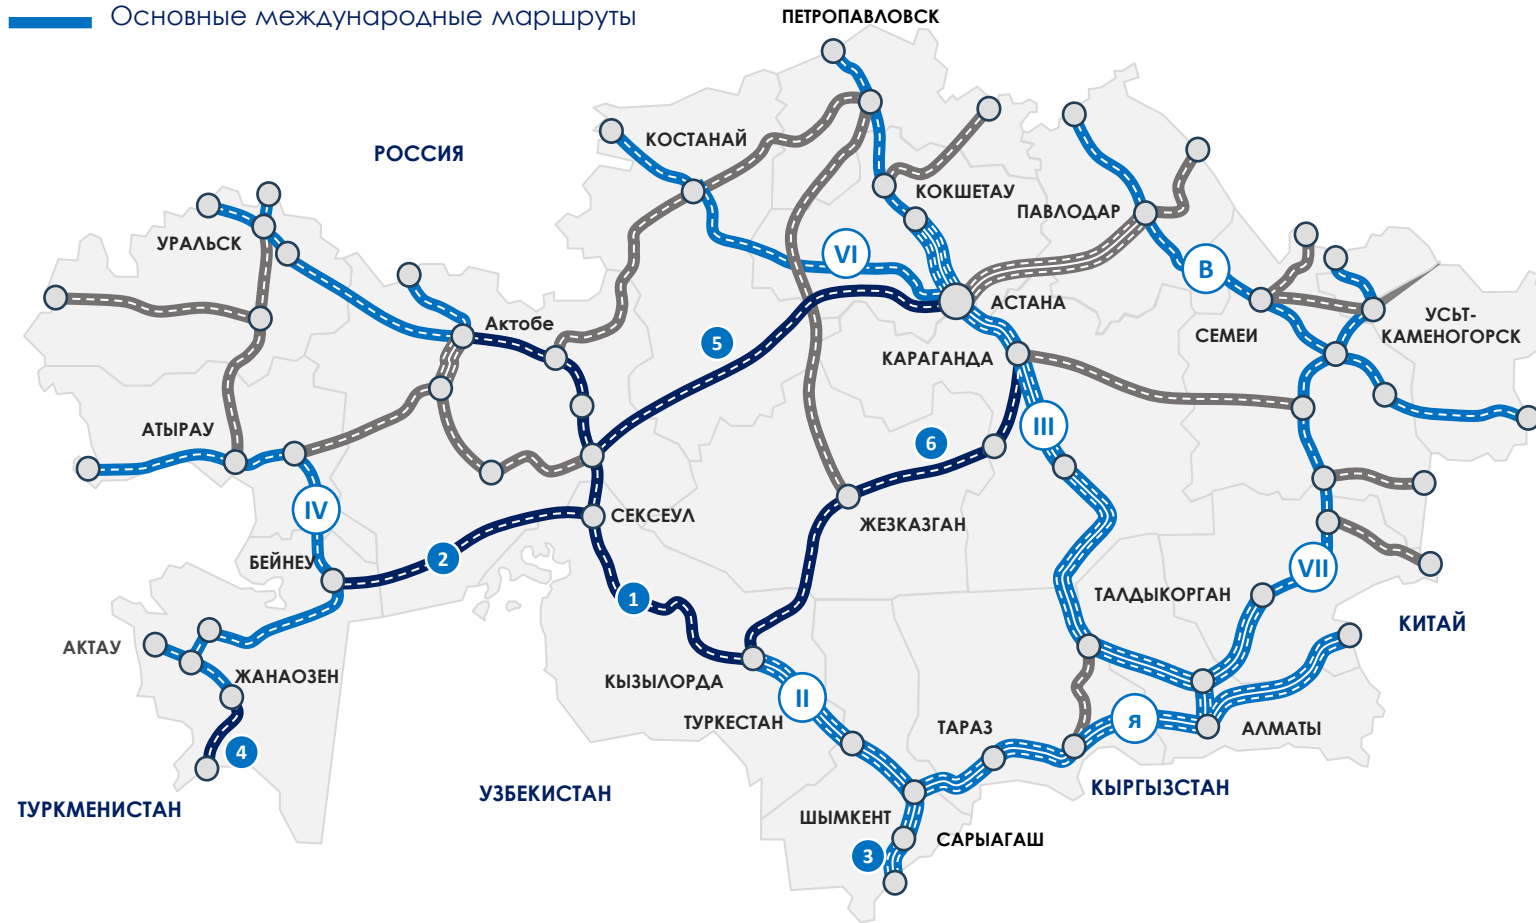 Основные международные маршруты
ПЕТРОПАВЛОВСК
КОСТАНАЙ
РОССИЯ
КОКШЕТАУ
ПАВЛОДАР
УРАЛЬСК
VI
В
АСТАНА
Актобе
УСЬТ-
КАМЕНОГОРСК
СЕМЕИ
5
КАРАГАНДА
АТЫРАУ
6
III
IV
СЕКСЕУЛ
ЖЕЗКАЗГАН
БЕЙНЕУ
2
VII
1
ТАЛДЫКОРГАН
КИТАЙ
АКТАУ
ЖАНАОЗЕН
КЫЗЫЛОРДА
II
ТУРКЕСТАН
я
ТАРАЗ
АЛМАТЫ
4
КЫРГЫЗСТАН
УЗБЕКИСТАН
ТУРКМЕНИСТАН
ШЫМКЕНТ
САРЫАГАШ
3